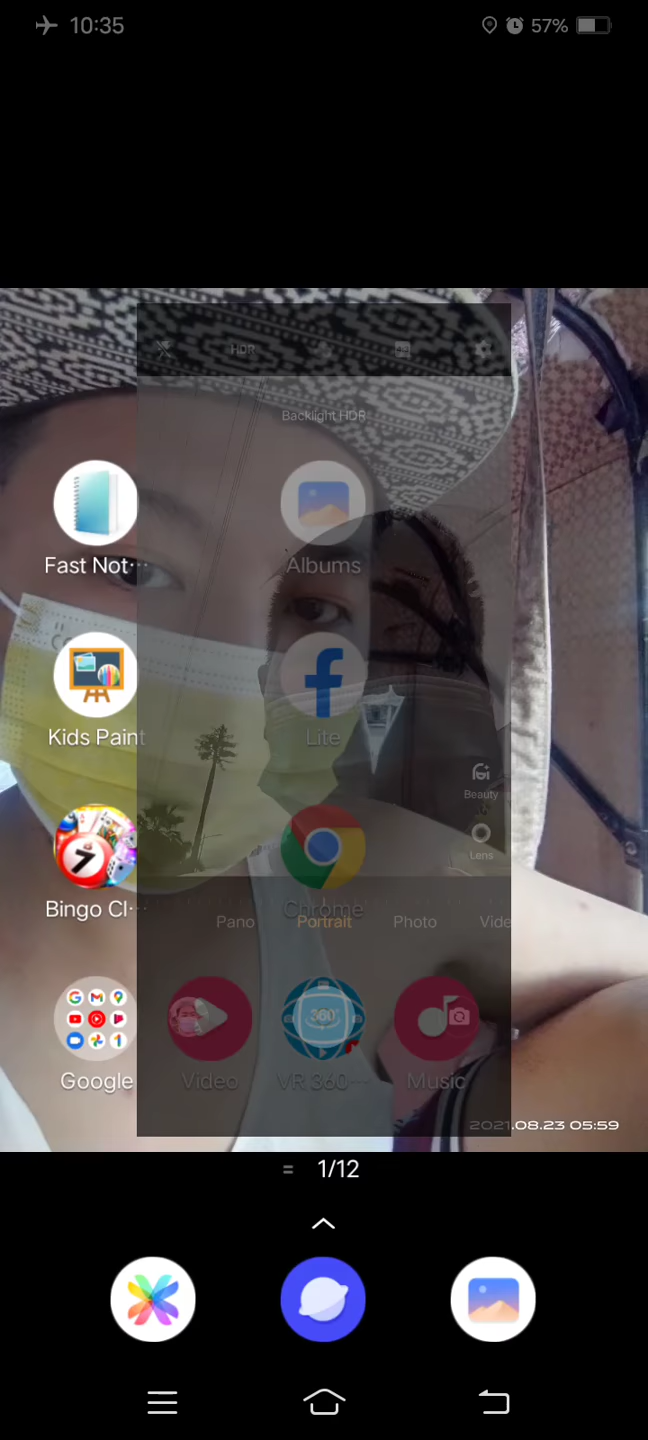 10:35
57%
HDR
Backlight HDR
Fast Not···
Albums
Kids Paint
Lite
Beauty
Lens
Bingo Cl···
Chrome
Pano
Portrait
Photo
Vide
Google
Video
VR 360···
Music
2021.08.23 05:59
1/12